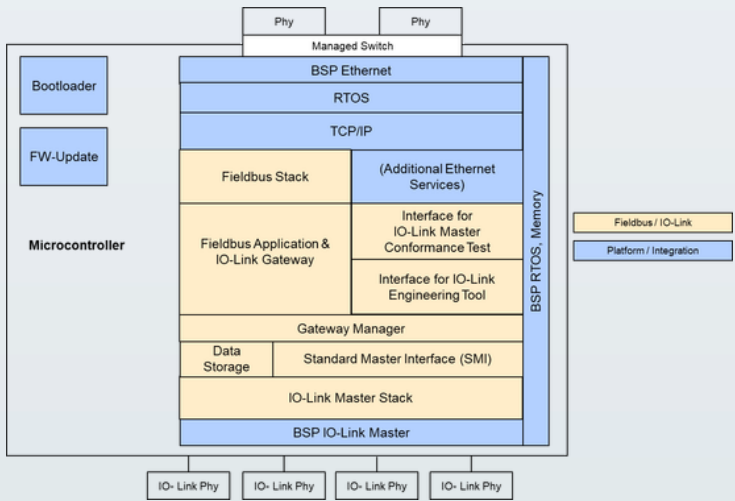 Phy
Phy
Managed Switch
BSP Ethernet
Bootloader
RTOS
TCP/IP
FW-Update
Fieldbus Stack
(Additional Ethernet
Services)
Microcontroller
Fieldbus Application &
IO-Link Gateway
Interface for
IO-Link Master
Conformance Test
Interface for IO-Link
Engineering Tool
BSP RTOS, Memory
Fieldbus / IO-Link
Platform / Integration
Gateway Manager
Data
Storage
Standard Master Interface (SMI)
IO-Link Master Stack
BSP IO-Link Master
IO- Link Phy
IO- Link Phy
IO- Link Phy
IO- Link Phy